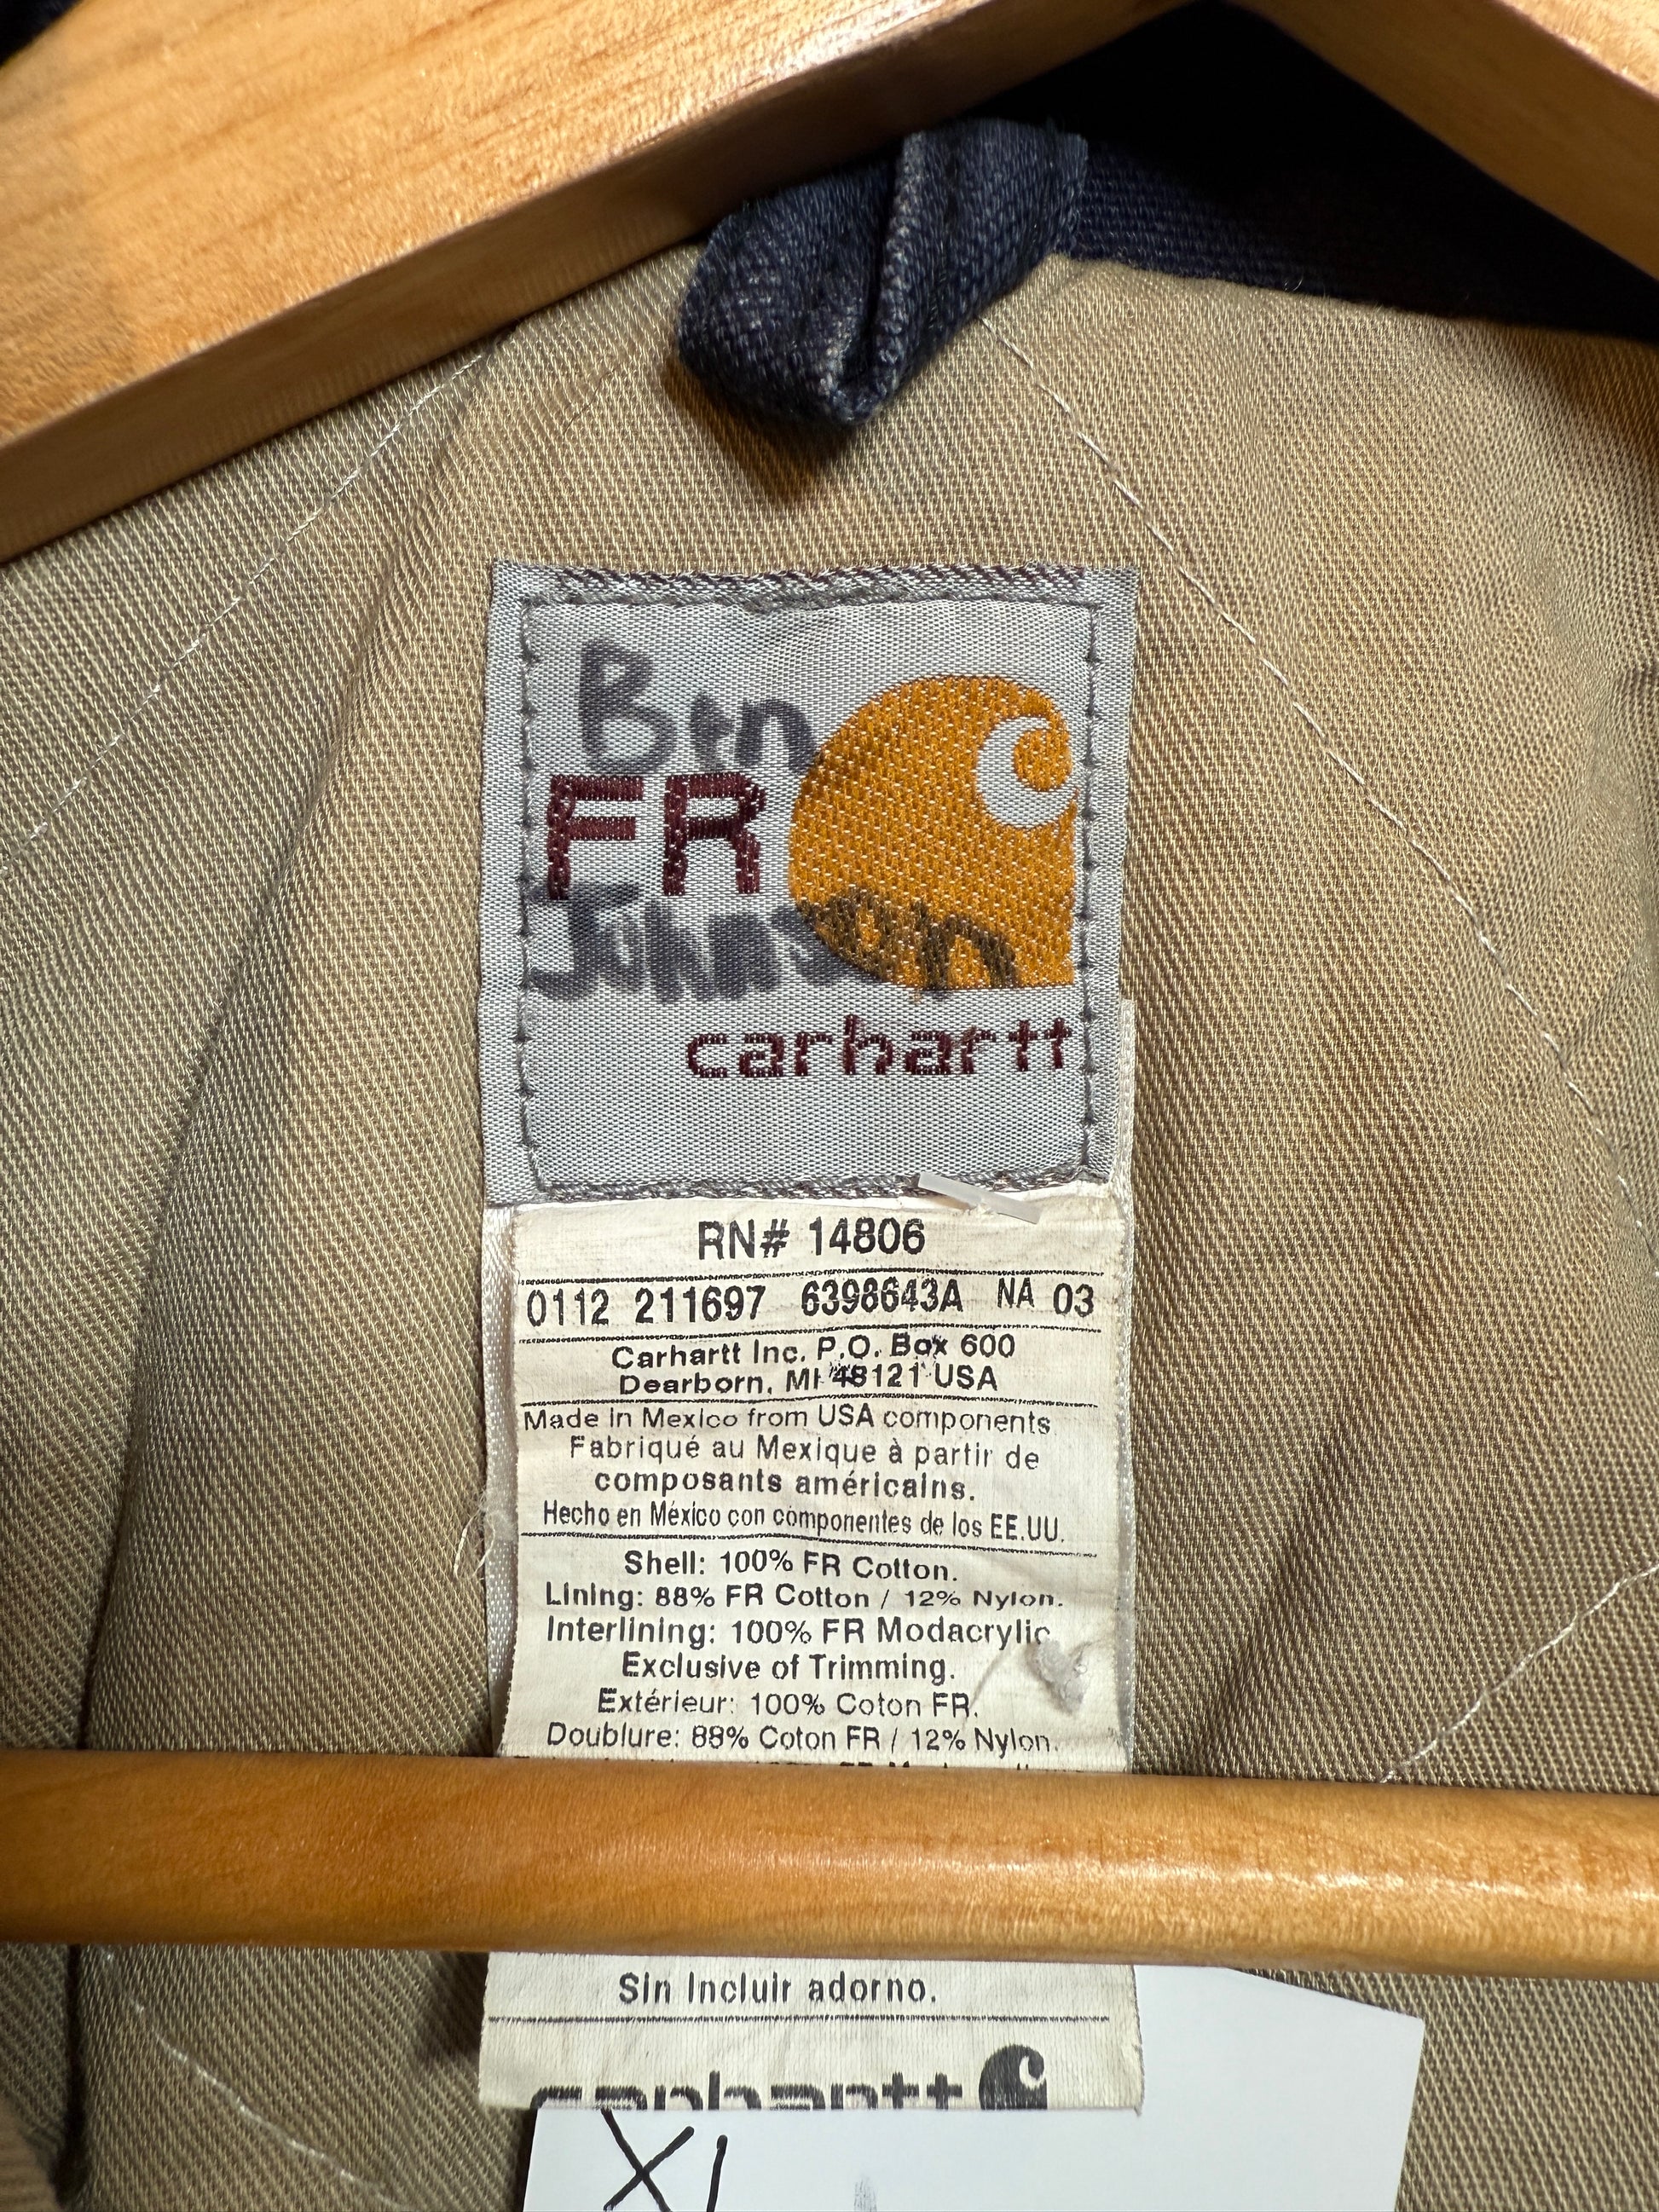 Ben
FR
Johnson
carhartt
RN# 14806
0112 211697 6398643A NA 03
Carhartt Inc. P.O. Box 600
Dearborn, MI 48121 USA
Made in Mexico from USA components
Fabriqué au Mexique à partir de
composants américains.
Hecho en México con componentes de los EE.UU.
Shell: 100% FR Cotton.
Lining: 88% FR Cotton / 12% Nylon.
Interlining: 100% FR Modacrylic
Exclusive of Trimming.
Extérieur: 100% Coton FR.
Doublure: 88% Coton FR / 12% Nylon.
Sin Incluir adorno.
carhartt
XL